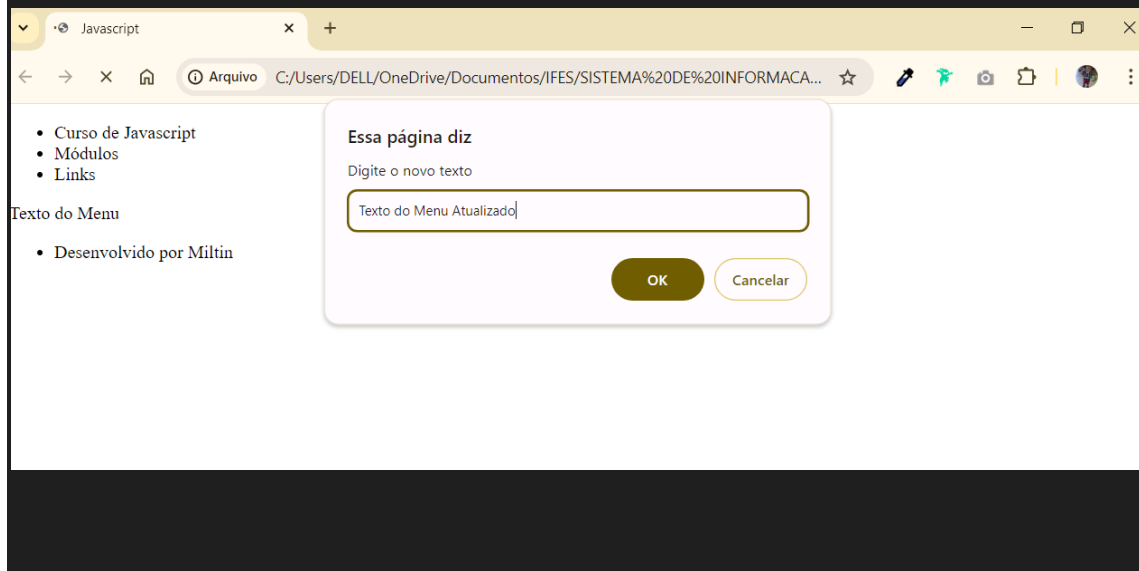 Javascript
Arquivo C:/Users/DELL/OneDrive/Documentos/IFES/SISTEMA%20DE%20INFORMACA...
Curso de Javascript
Módulos
Links
Texto do Menu
Desenvolvido por Miltin
Essa página diz
Digite o novo texto
Texto do Menu Atualizado
OK Cancelar